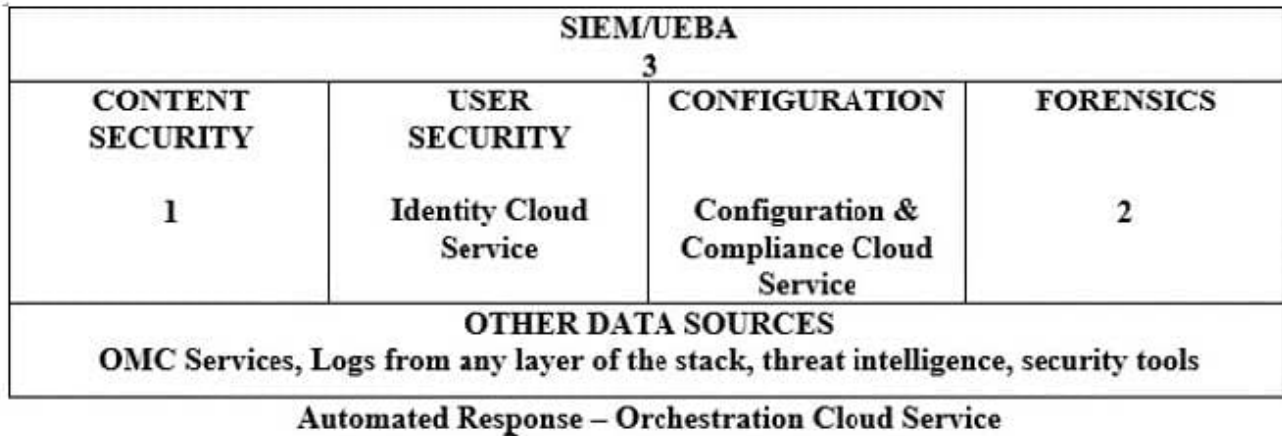 SIEM/UEBA
3
CONTENT
SECURITY
1
USER
SECURITY
Identity Cloud
Service
CONFIGURATION
Configuration &
Compliance Cloud
Service
FORENSICS
2
OTHER DATA SOURCES
OMC Services, Logs from any layer of the stack, threat intelligence, security tools
Automated Response – Orchestration Cloud Service